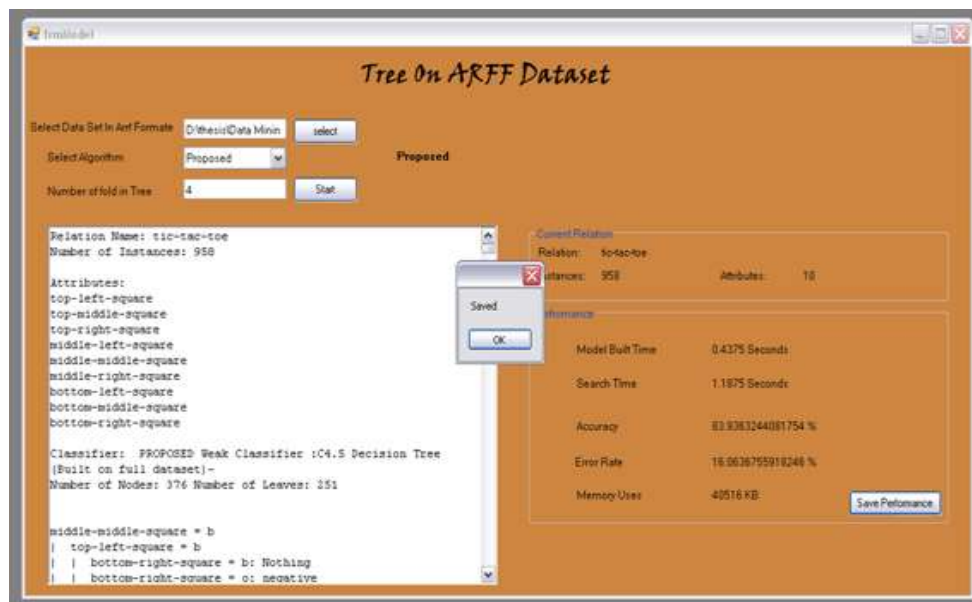 frmModel
Tree On ARFF Dataset
Select Data Set In Arrf Formate D:\thesis\Data Minin select
Select Algorithm Proposed Proposed
Number of fold in Tree 4 Start
Relation Name: tic-tac-toe
Number of Instances: 958
Attributes:
top-left-square
top-middle-square
top-right-square
middle-left-square
middle-middle-square
middle-right-square
bottom-left-square
bottom-middle-square
bottom-right-square
Classifier: PROPOSED Weak Classifier :C4.5 Decision Tree
(Built on full dataset)-
Number of Nodes: 376 Number of Leaves: 251
middle-middle-square = b
| top-left-square = b
| | bottom-right-square = b: Nothing
| | bottom-right-square = o: negative
Saved
OK
Current Relation
Relation: tic-tac-toe
Instances: 958 Attributes: 10
Performance
Model Built Time 0.4375 Seconds
Search Time 1.1875 Seconds
Accuracy 83.9363244081754 %
Error Rate 16.0636755918246 %
Memory Uses 40516 KB
Save Perfomance